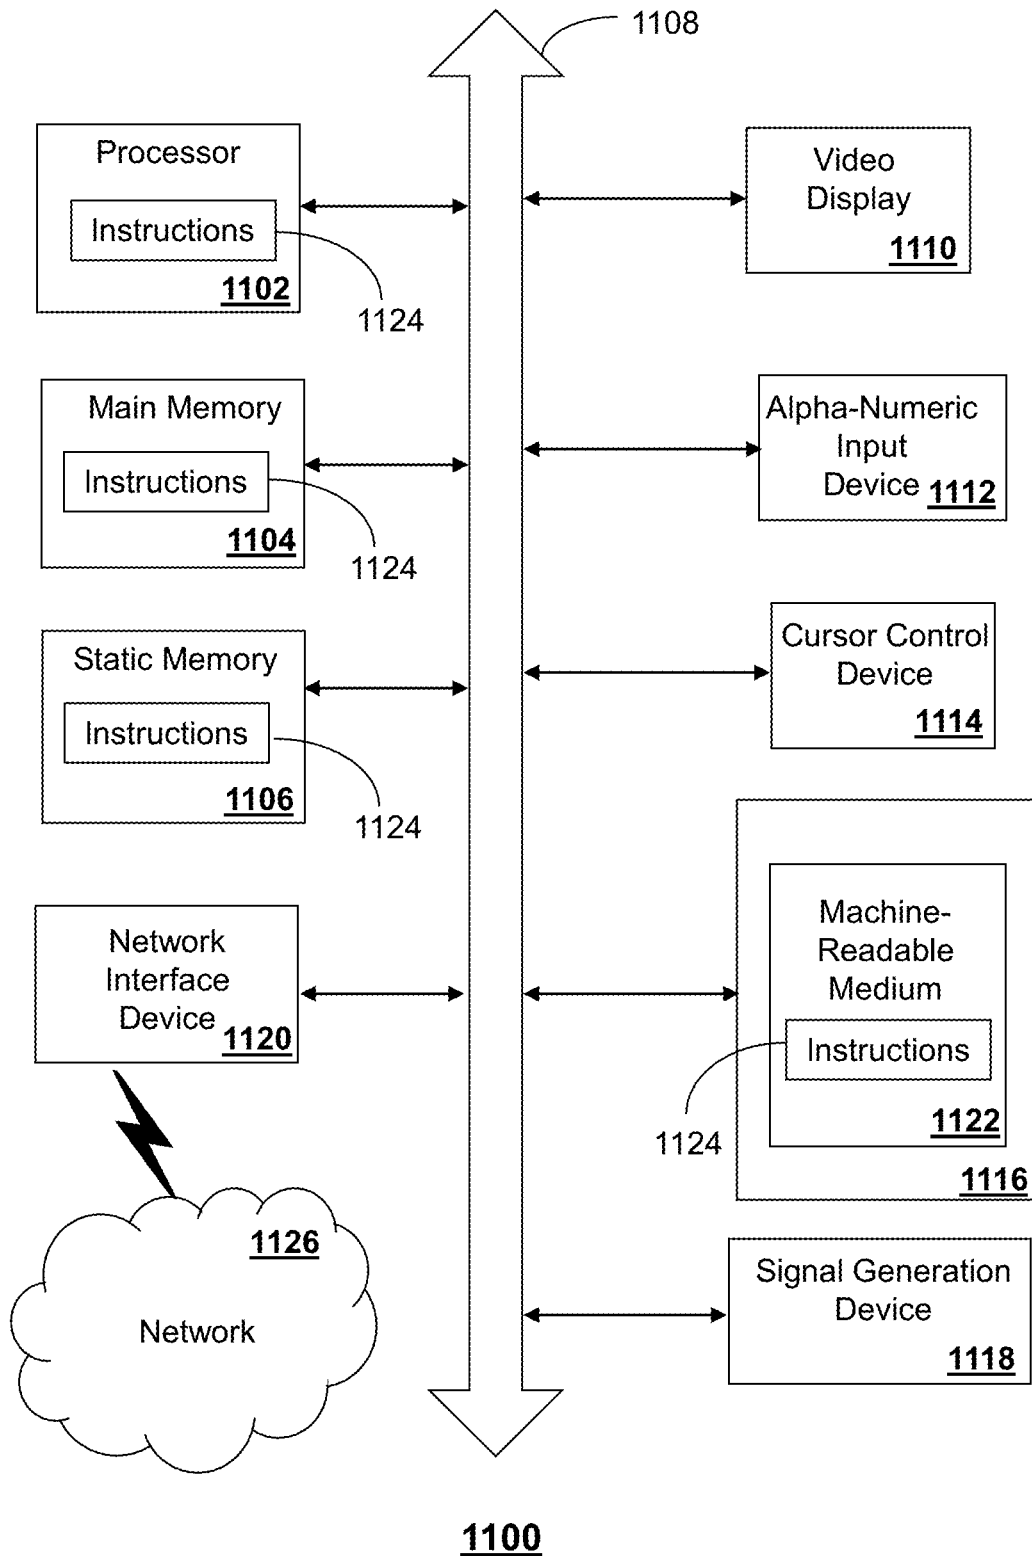 1108
Processor
Instructions
1102
1124
Video
Display
1110
Main Memory
Instructions
1104
1124
Alpha-Numeric
Input
Device
1112
Static Memory
Instructions
1106
1124
Cursor Control
Device
1114
Network
Interface
Device
1120
Machine-
Readable
Medium
Instructions
1122
1124
1116
1126
Network
Signal Generation
Device
1118
1100